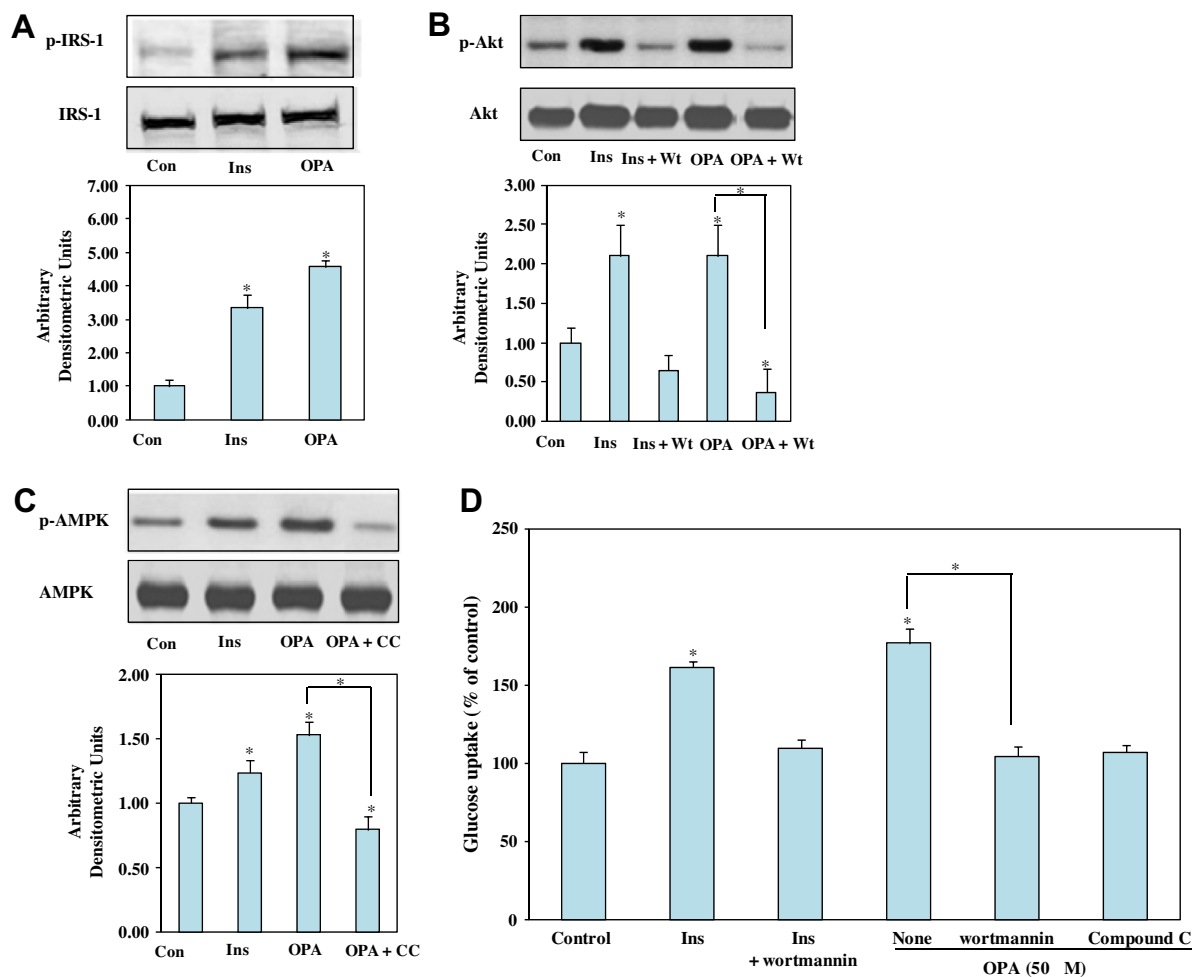 A
p-IRS-1
IRS-1
Con Ins OPA
7.00
6.00
5.00
4.00
3.00
2.00
1.00
0.00
Arbitrary
Densitometric Units
*
*
Con Ins OPA
B
p-Akt
Akt
Con Ins Ins + Wt OPA OPA + Wt
3.00
2.50
2.00
1.50
1.00
0.50
0.00
Arbitrary
Densitometric Units
*
*
*
*
Con Ins Ins + Wt OPA OPA + Wt
C
p-AMPK
AMPK
Con Ins OPA OPA + CC
2.00
1.50
1.00
0.50
0.00
Arbitrary
Densitometric Units
*
*
*
*
Con Ins OPA OPA + CC
D
250
200
150
100
50
0
Glucose uptake (% of control)
*
*
*
Control Ins Ins None wortmannin Compound C
+ wortmannin OPA (50 M)